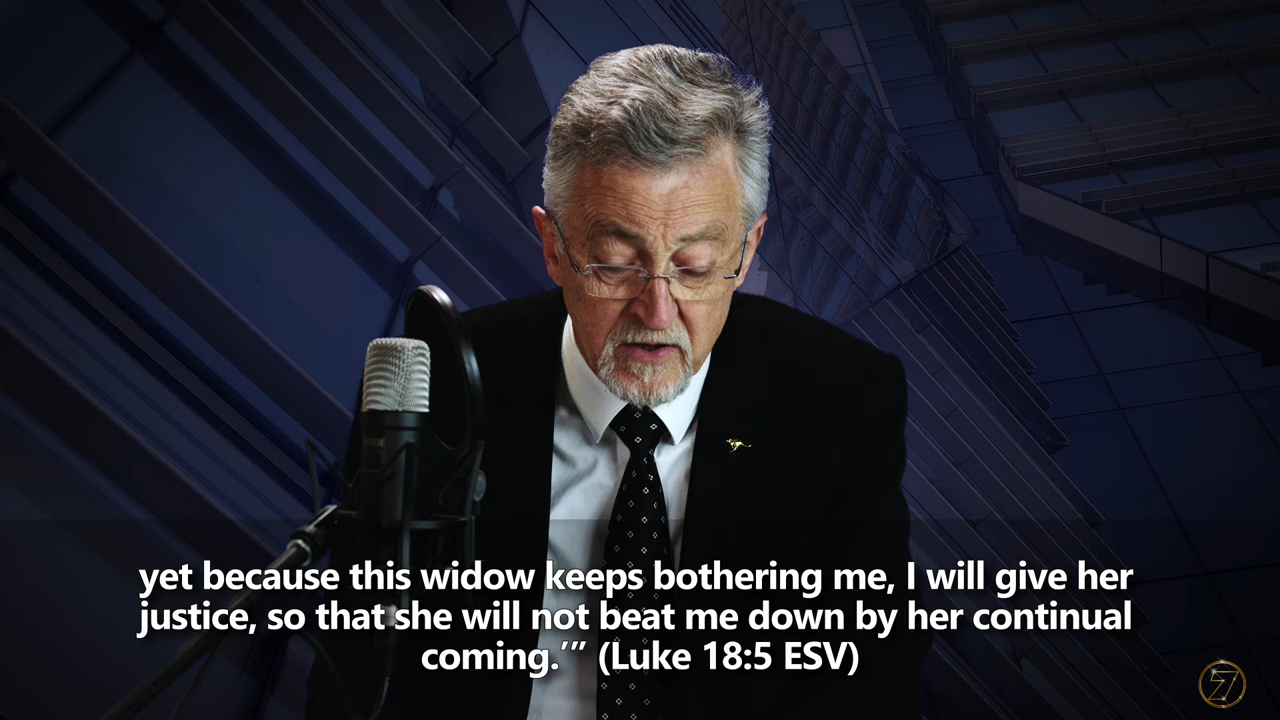 yet because this widow keeps bothering me, I will give her
justice, so that she will not beat me down by her continual
coming.’” (Luke 18:5 ESV)